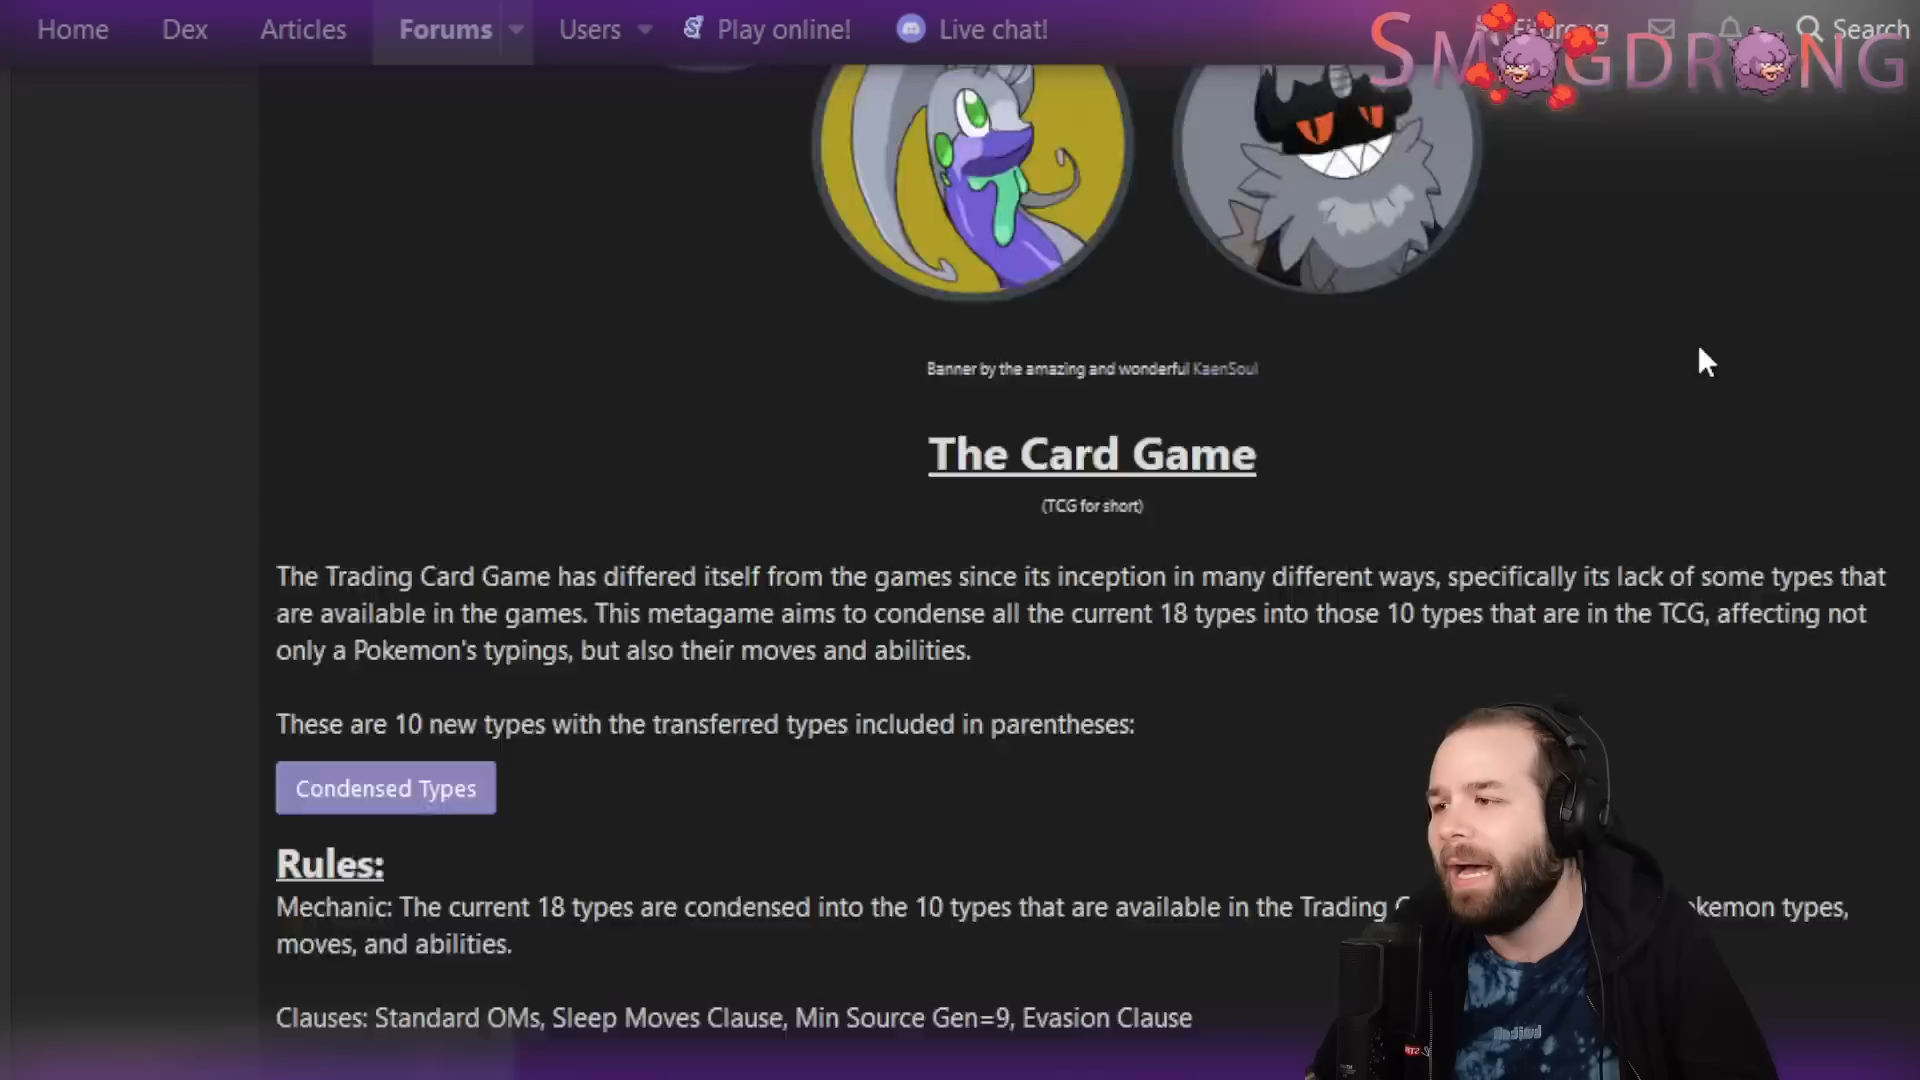 Home Dex Articles Forums Users Play online! Live chat! Search
SMOGDRONG
Banner by the amazing and wonderful KaenSoul
The Card Game
(TCG for short)
The Trading Card Game has differed itself from the games since its inception in many different ways, specifically its lack of some types that
are available in the games. This metagame aims to condense all the current 18 types into those 10 types that are in the TCG, affecting not
only a Pokemon's typings, but also their moves and abilities.
These are 10 new types with the transferred types included in parentheses:
Condensed Types
Rules:
Mechanic: The current 18 types are condensed into the 10 types that are available in the Trading kemon types,
moves, and abilities.
Clauses: Standard OMs, Sleep Moves Clause, Min Source Gen=9, Evasion Clause